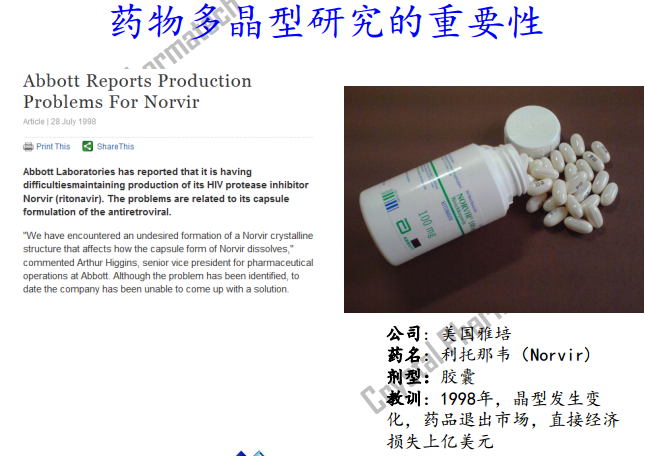 药物多晶型研究的重要性
Abbott Reports Production
Problems For Norvir
Article | 28 July 1998
Print This
ShareThis
Abbott Laboratories has reported that it is having
difficultiesmaintaining production of its HIV protease inhibitor
Norvir (ritonavir). The problems are related to its capsule
formulation of the antiretroviral.
"We have encountered an undesired formation of a Norvir crystalline
structure that affects how the capsule form of Norvir dissolves,"
commented Arthur Higgins, senior vice president for pharmaceutical
operations at Abbott. Although the problem has been identified, to
date the company has been unable to come up with a solution.
NORVIR
100 mg
公司：美国雅培
药名：利托那韦（Norvir）
剂型：胶囊
教训：1998年，晶型发生变
化，药品退出市场，直接经济
损失上亿美元